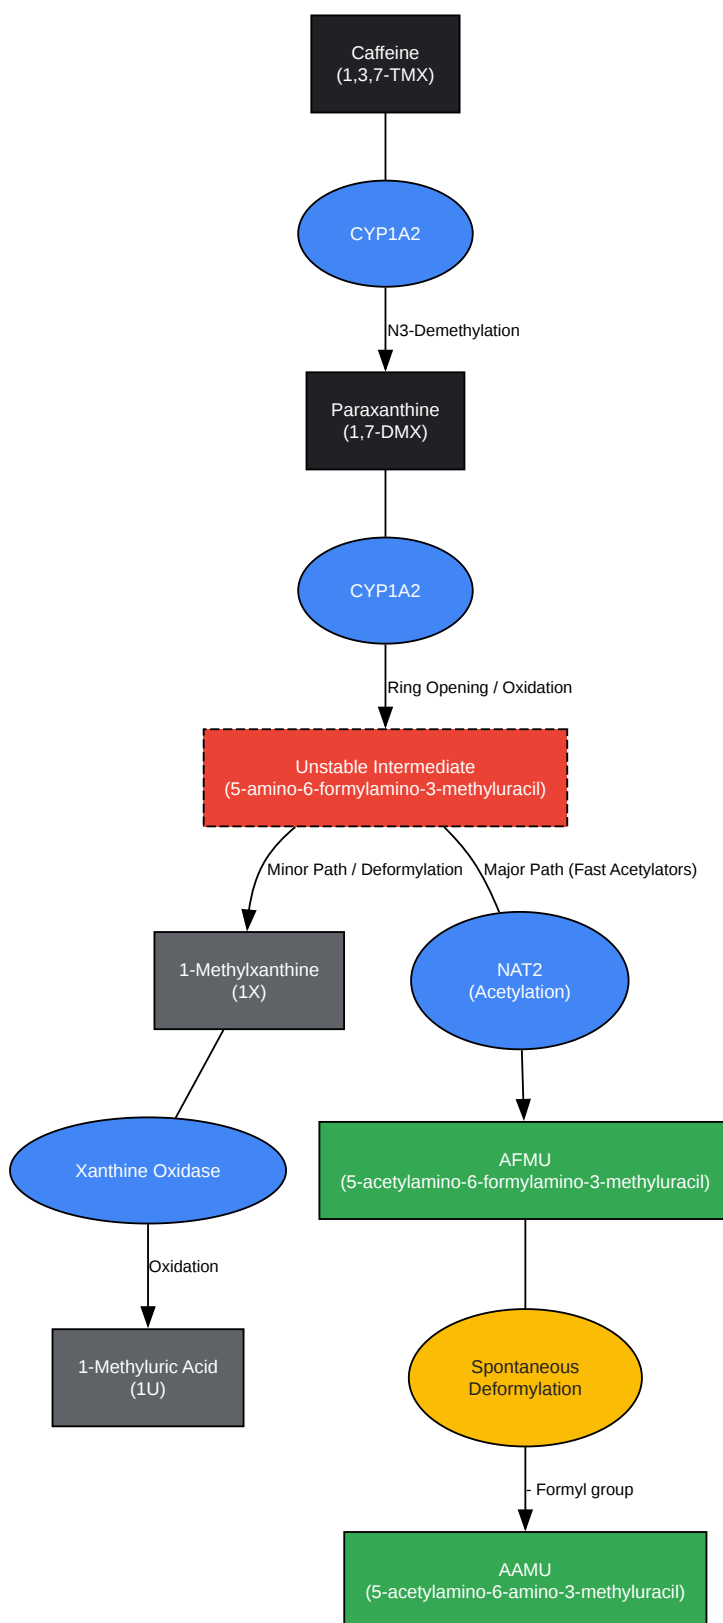 Caffeine
(1,3,7-TMX)
CYP1A2
N3-Demethylation
Paraxanthine
(1,7-DMX)
CYP1A2
Ring Opening / Oxidation
Unstable Intermediate
(5-amino-6-formylamino-3-methyluracil)
Minor Path / Deformylation
Major Path (Fast Acetylators)
1-Methylxanthine
(1X)
NAT2
(Acetylation)
Xanthine Oxidase
AFMU
(5-acetylamino-6-formylamino-3-methyluracil)
Oxidation
1-Methyluric Acid
(1U)
Spontaneous
Deformylation
- Formyl group
AAMU
(5-acetylamino-6-amino-3-methyluracil)